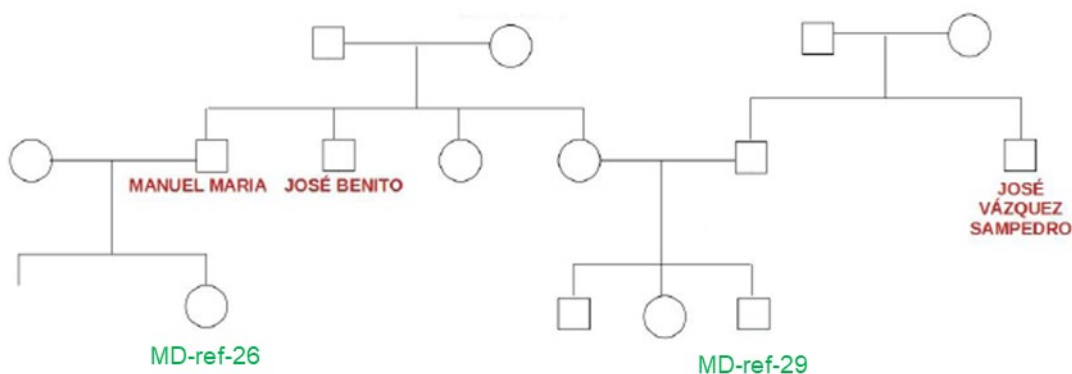 MANUEL MARIA
JOSÉ BENITO
JOSÉ
VÁZQUEZ
SAMPEDRO
MD-ref-26
MD-ref-29